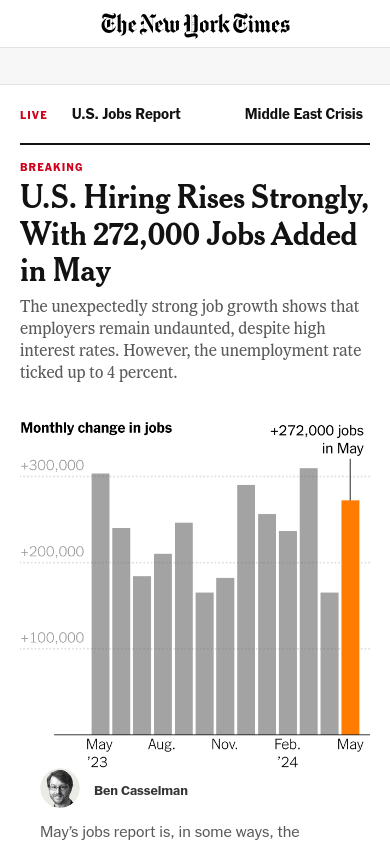 The New York Times
LIVE U.S. Jobs Report Middle East Crisis
BREAKING
U.S. Hiring Rises Strongly,
With 272,000 Jobs Added
in May
The unexpectedly strong job growth shows that
employers remain undaunted, despite high
interest rates. However, the unemployment rate
ticked up to 4 percent.
Monthly change in jobs
+272,000 jobs
in May
+300,000
+200,000
+100,000
May Aug. Nov. Feb. May
’23 ’24
Ben Casselman
May’s jobs report is, in some ways, the